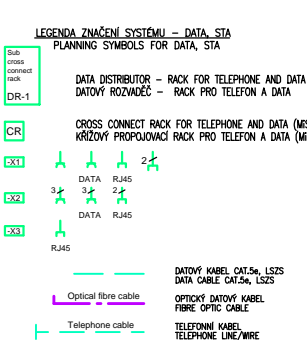 LEGENDA ZNAČENÍ SYSTÉMU – DATA, STA
PLANNING SYMBOLS FOR DATA, STA
Sub
cross
connect
rack
DR-1
DATA DISTRIBUTOR – RACK FOR TELEPHONE AND DATA
DATOVÝ ROZVADĚČ – RACK PRO TELEFON A DATA
CR
CROSS CONNECT RACK FOR TELEPHONE AND DATA (MiS
KŘÍŽOVÝ PROPOJOVACÍ RACK PRO TELEFON A DATA (Mi
-X1
2
DATA RJ45
-X2
3 3 2
DATA RJ45
-X3
RJ45
DATOVÝ KABEL CAT.5e, LSZS
DATA CABLE CAT.5e, LSZS
Optical fibre cable
OPTICKÝ DATOVÝ KABEL
FIBRE OPTIC CABLE
Telephone cable
TELEFONNÍ KABEL
TELEPHONE LINE/WIRE